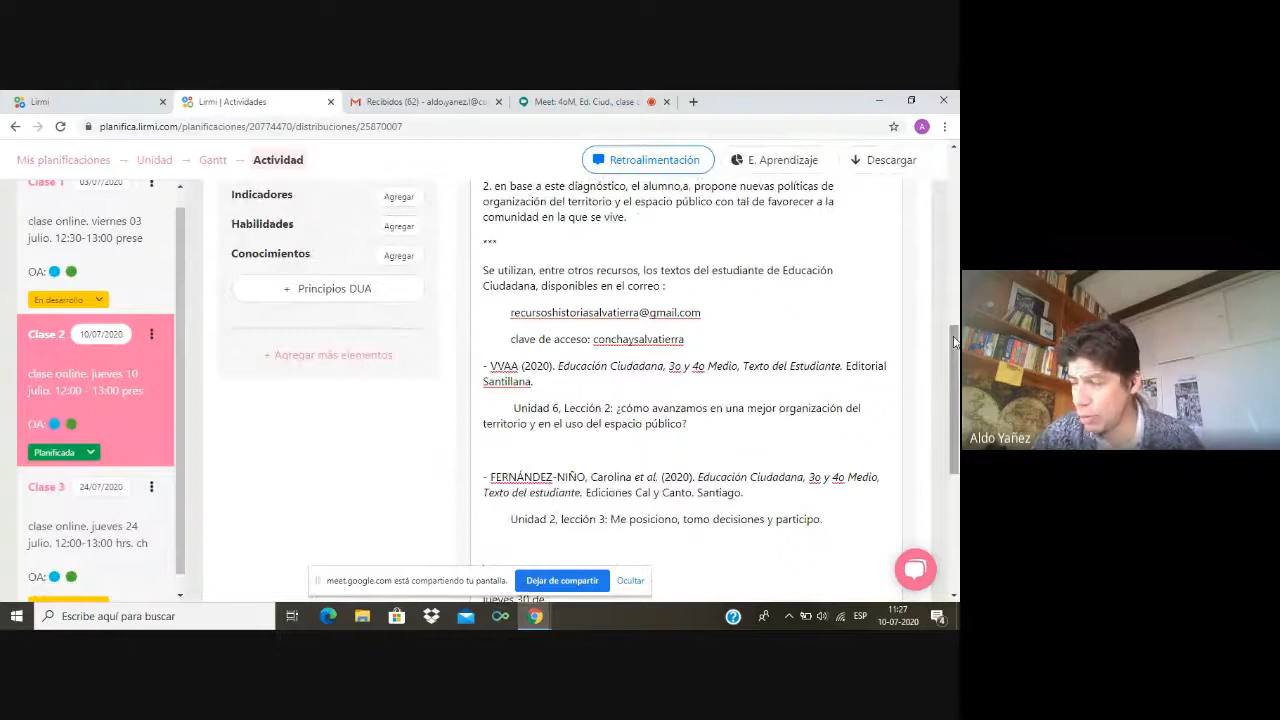 Lirmi
Lirmi | Actividades
Recibidos (62) - aldo.yanez.l@co
Meet: 4oM, Ed. Ciud., clase
planifica.lirmi.com/planificaciones/20774470/distribuciones/25870007
A
Mis planificaciones
Unidad
Gantt
Actividad
Retroalimentación
E. Aprendizaje
Descargar
Clase 1
03/07/2020
clase online. viernes 03
julio. 12:30-13:00 prese
OA:
En desarrollo
Clase 2
10/07/2020
clase online. jueves 10
julio. 12:00 - 13:00 pres
OA:
Planificada
Clase 3
24/07/2020
clase online. jueves 24
julio. 12:00-13:00 hrs. ch
OA:
Indicadores
Agregar
Habilidades
Agregar
Conocimientos
Agregar
+ Principios DUA
+ Agregar más elementos
2. en base a este diagnóstico, el alumno,a, propone nuevas políticas de
organización del territorio y el espacio público con tal de favorecer a la
comunidad en la que se vive.
***
Se utilizan, entre otros recursos, los textos del estudiante de Educación
Ciudadana, disponibles en el correo :
recursoshistoriasalvatierra@gmail.com
clave de acceso: conchaysalvatierra
- VVAA (2020). Educación Ciudadana, 3o y 4o Medio, Texto del Estudiante. Editorial
Santillana.
Unidad 6, Lección 2: ¿cómo avanzamos en una mejor organización del
territorio y en el uso del espacio público?
- FERNÁNDEZ-NIÑO, Carolina et al. (2020). Educación Ciudadana, 3o y 4o Medio,
Texto del estudiante. Ediciones Cal y Canto. Santiago.
Unidad 2, lección 3: Me posiciono, tomo decisiones y participo.
jueves 30 de
meet.google.com está compartiendo tu pantalla.
Dejar de compartir
Ocultar
Aldo Yañez
Escribe aquí para buscar
ESP
11:27
10-07-2020
4